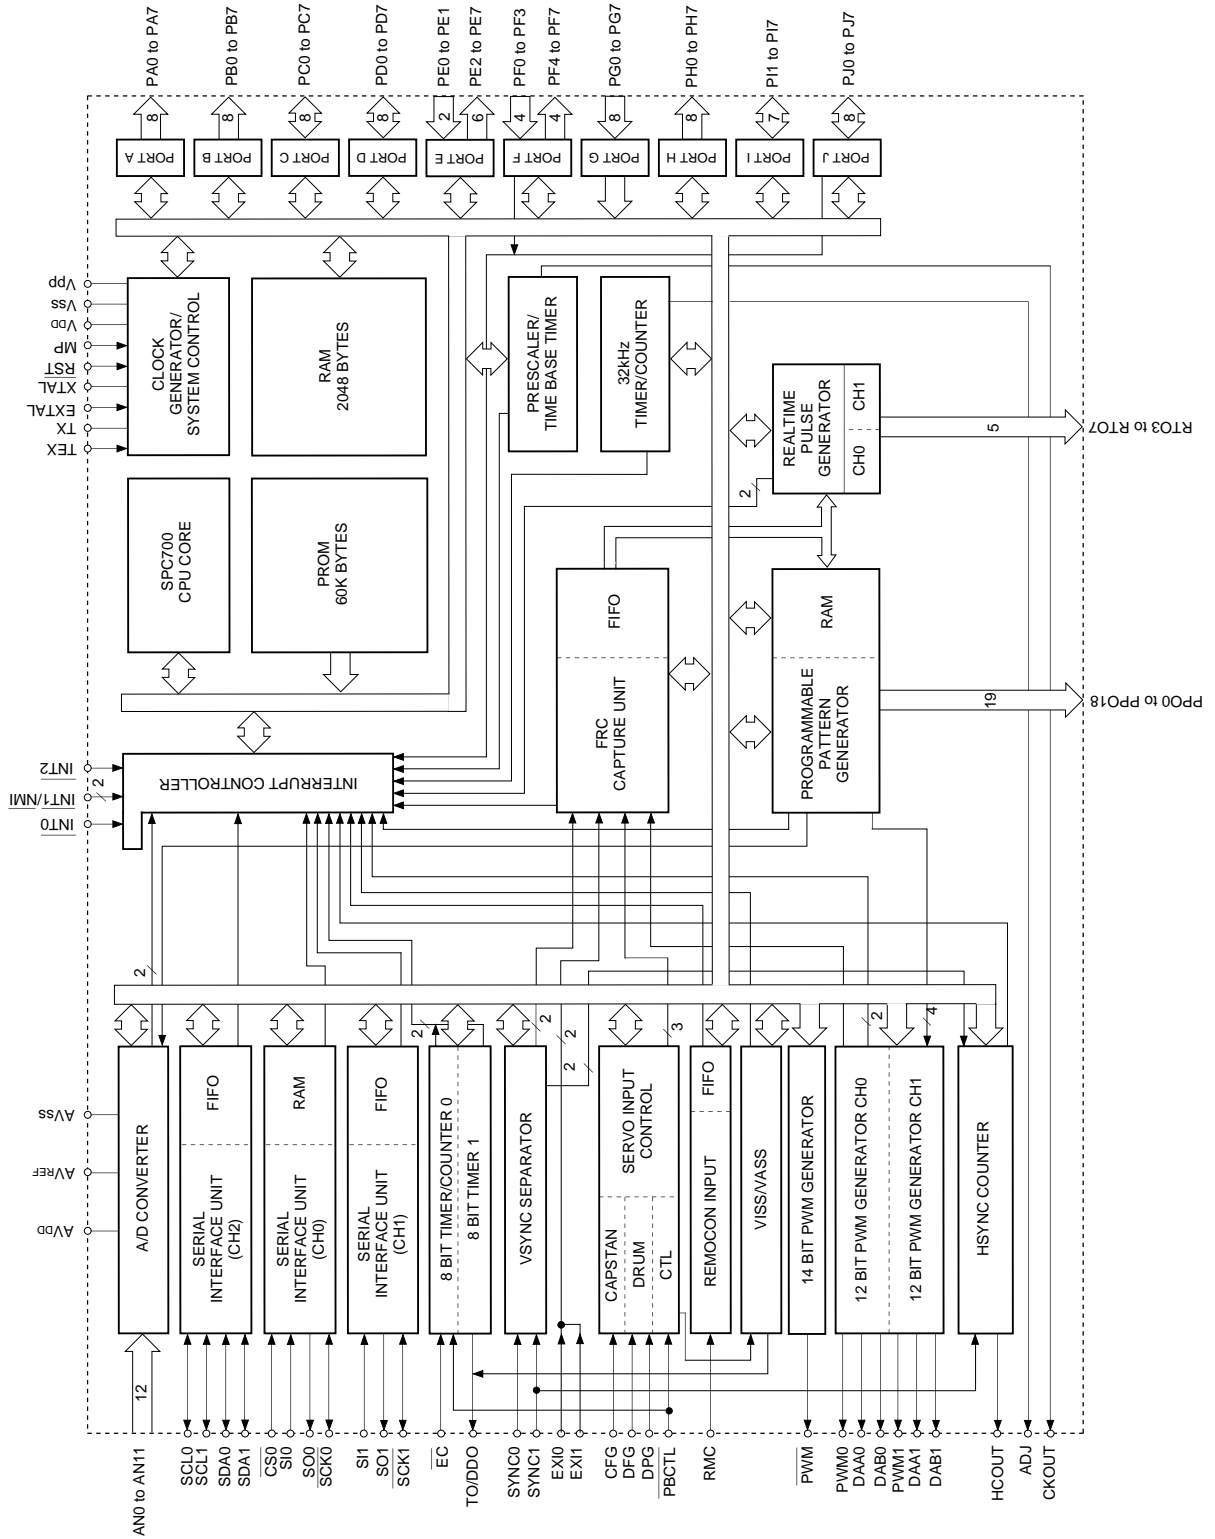 PA0 to PA7
PB0 to PB7
PC0 to PC7
PD0 to PD7
PE0 to PE1
PE2 to PE7
PF0 to PF3
PF4 to PF7
PG0 to PG7
PH0 to PH7
PI1 to PI7
PJ0 to PJ7
8
8
8
8
2
6
4
4
8
8
7
8
PORT A
PORT B
PORT C
PORT D
PORT E
PORT F
PORT G
PORT H
PORT I
PORT J
Vpp
Vss
VDD
MP
RST
XTAL
EXTAL
TX
TEX
CLOCK
GENERATOR/
SYSTEM CONTROL
RAM
2048 BYTES
PRESCALER/
TIME BASE TIMER
32kHz
TIMER/COUNTER
SPC700
CPU CORE
PROM
60K BYTES
REALTIME
PULSE
GENERATOR
CH0
CH1
2
5
RTO3 to RTO7
FRC
CAPTURE UNIT
FIFO
PROGRAMMABLE
PATTERN
GENERATOR
RAM
19
PPO0 to PPO18
INT2
INT1/NMI
2
INT0
INTERRUPT CONTROLLER
2
2
2
2
2
3
2
4
AVss
AVREF
AVDD
A/D CONVERTER
SERIAL
INTERFACE UNIT
(CH2)
FIFO
SERIAL
INTERFACE UNIT
(CH0)
RAM
SERIAL
INTERFACE UNIT
(CH1)
FIFO
8 BIT TIMER/COUNTER 0
8 BIT TIMER 1
VSYNC SEPARATOR
SERVO INPUT
CONTROL
CAPSTAN
DRUM
CTL
REMOCON INPUT
FIFO
VISS/VASS
14 BIT PWM GENERATOR
12 BIT PWM GENERATOR CH0
12 BIT PWM GENERATOR CH1
HSYNC COUNTER
12
AN0 to AN11
SCL0
SCL1
SDA0
SDA1
CS0
SI0
SO0
SCK0
SI1
SO1
SCK1
EC
TO/DDO
SYNC0
SYNC1
EXI0
EXI1
CFG
DFG
DPG
PBCTL
RMC
PWM
PWM0
DAA0
DAB0
PWM1
DAA1
DAB1
HCOUT
ADJ
CKOUT